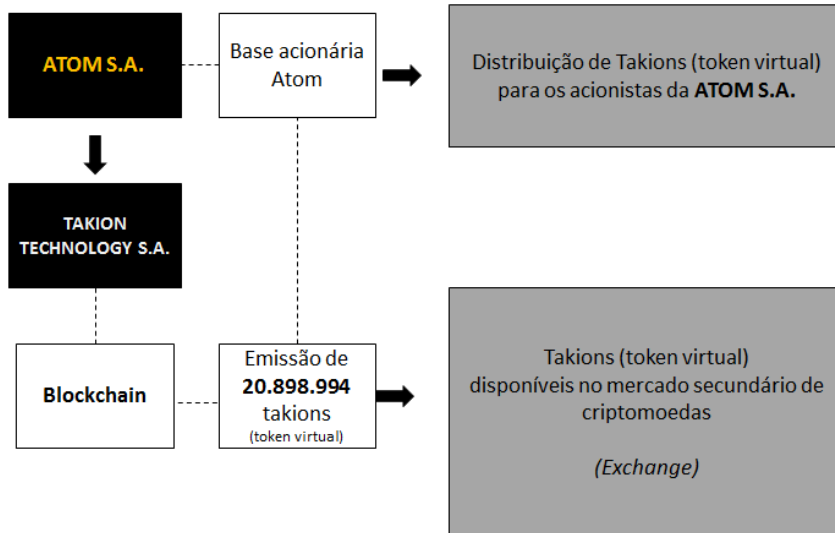 ATOM S.A.
Base acionária
Atom
Distribuição de Takions (token virtual)
para os acionistas da ATOM S.A.
TAKION
TECHNOLOGY S.A.
Blockchain
Emissão de
20.898.994
takions
(token virtual)
Takions (token virtual)
disponíveis no mercado secundário de
criptomoedas
(Exchange)